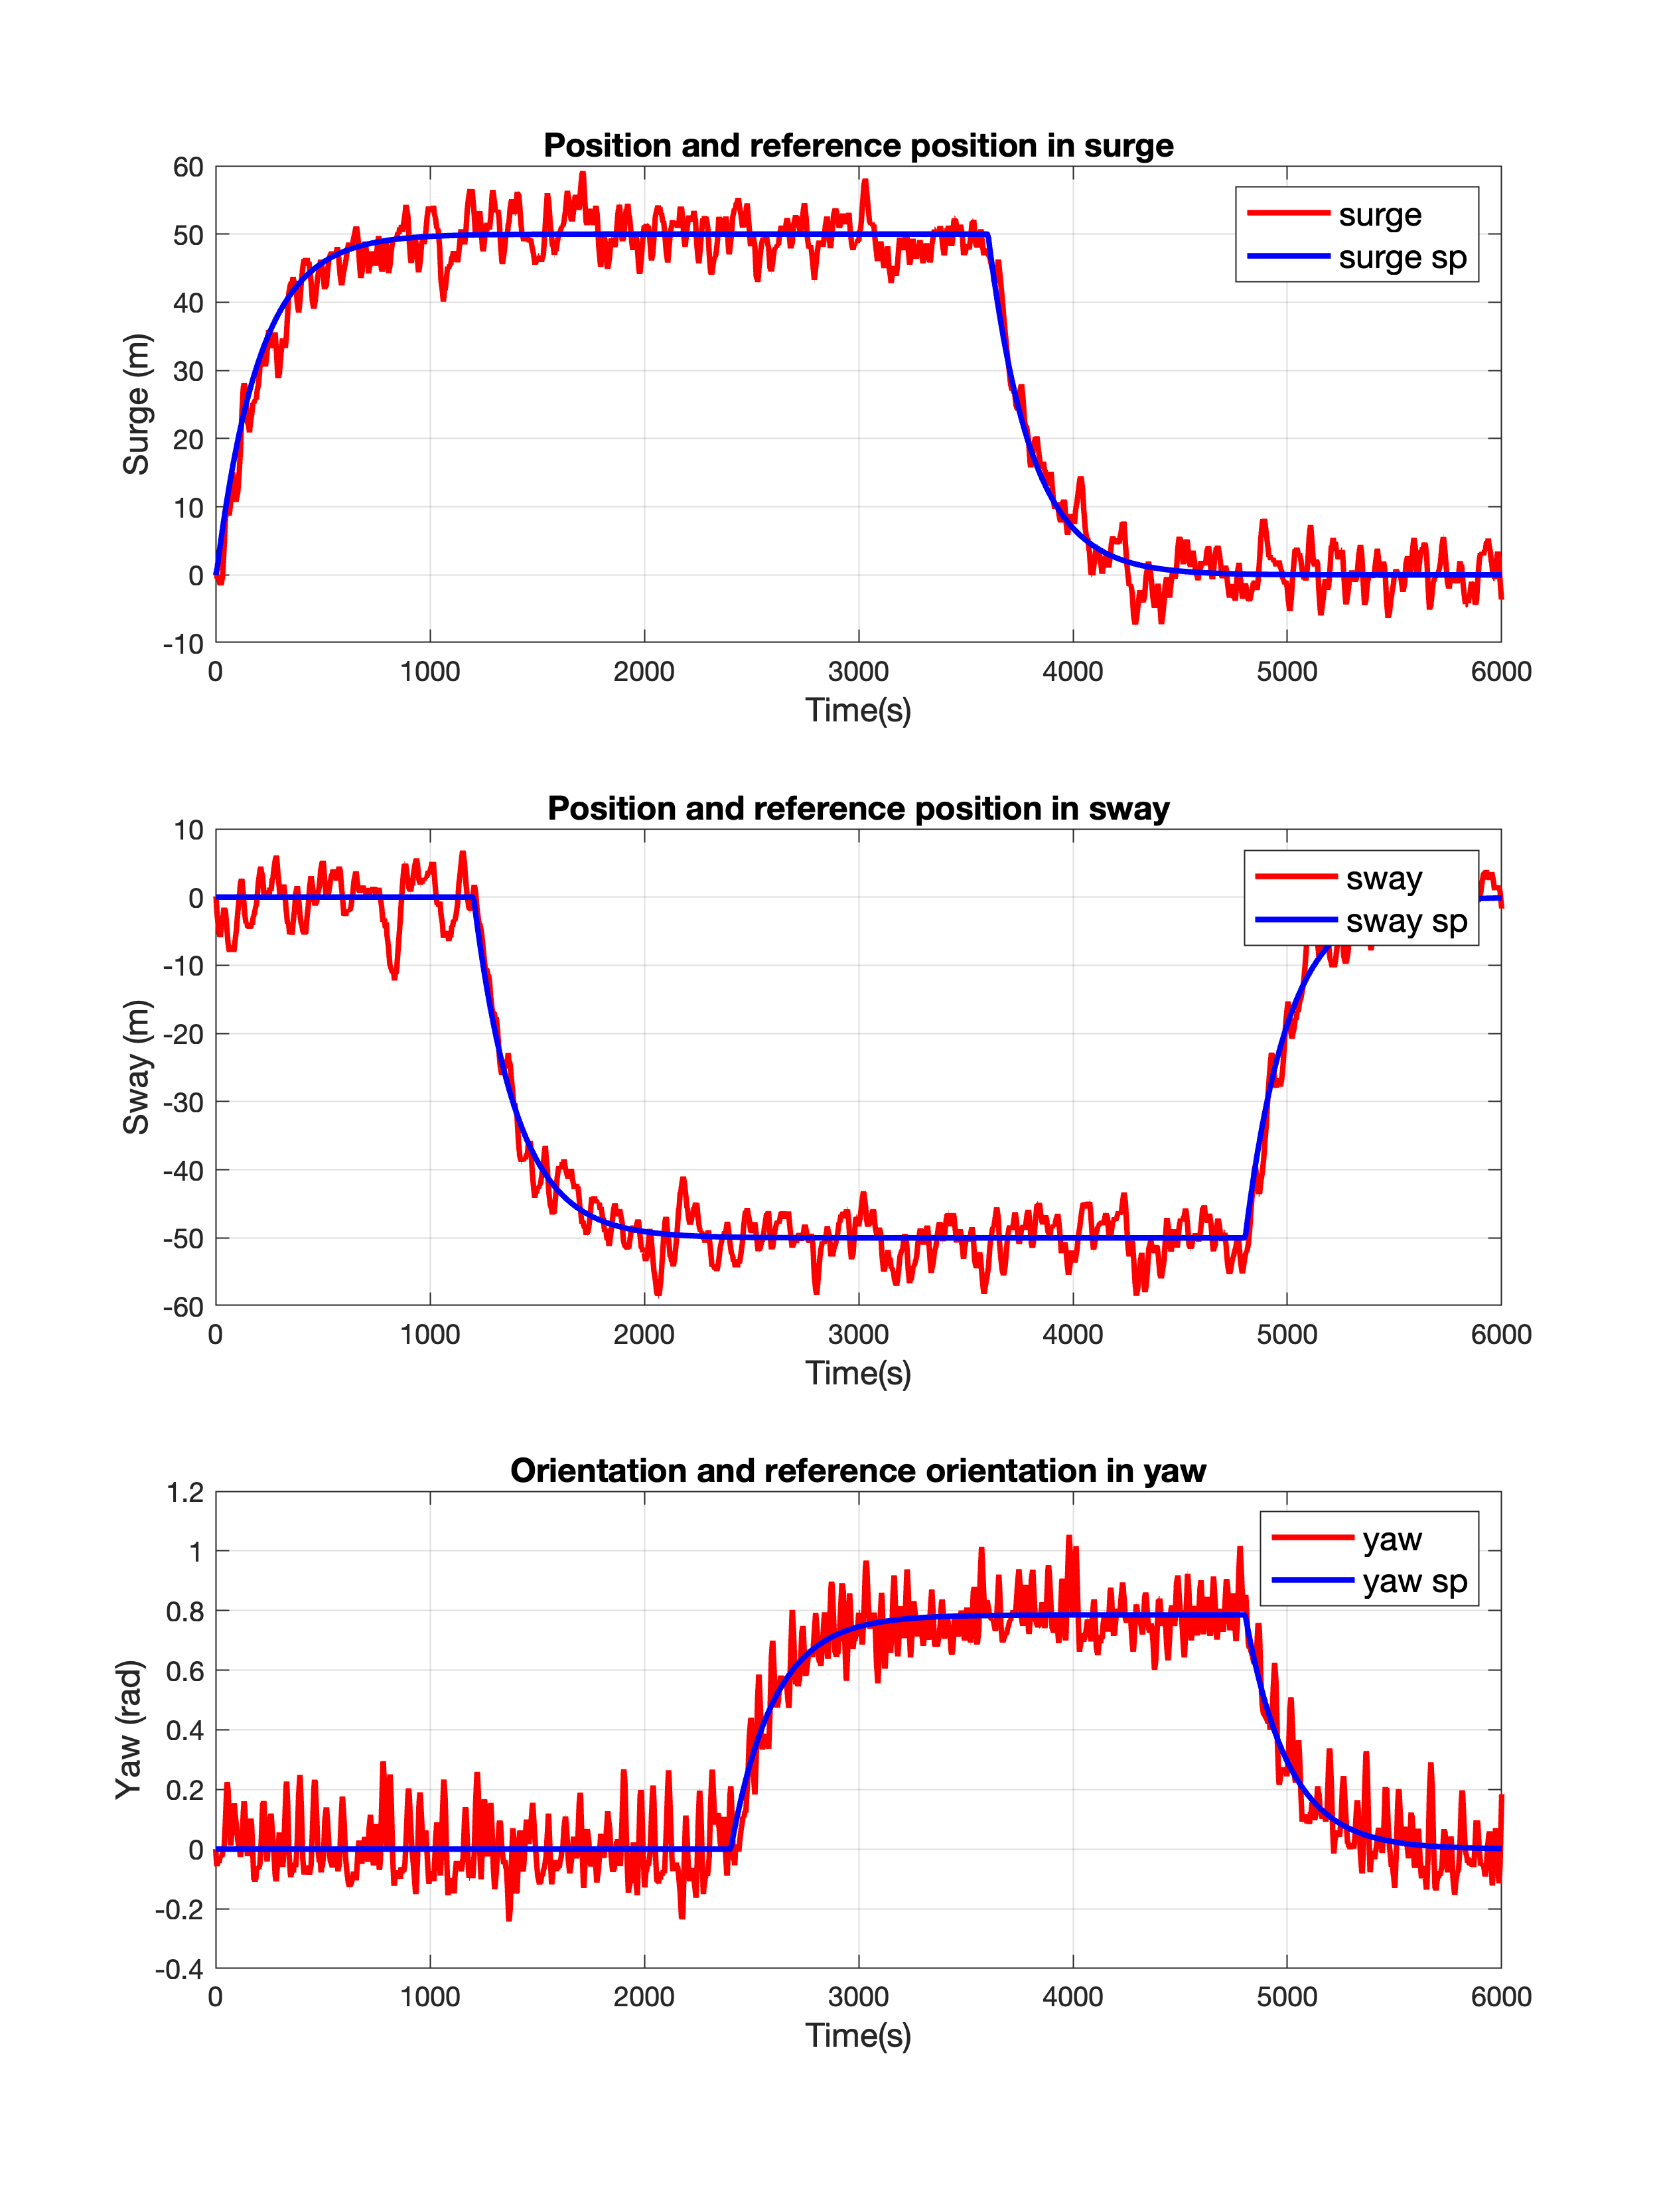 Position and reference position in surge
60
50
40
30
20
10
0
-10
Surge (m)
surge
surge sp
0 1000 2000 3000 4000 5000 6000
Time(s)
Position and reference position in sway
10
0
-10
-20
-30
-40
-50
-60
Sway (m)
sway
sway sp
0 1000 2000 3000 4000 5000 6000
Time(s)
Orientation and reference orientation in yaw
1.2
1
0.8
0.6
0.4
0.2
0
-0.2
-0.4
Yaw (rad)
yaw
yaw sp
0 1000 2000 3000 4000 5000 6000
Time(s)